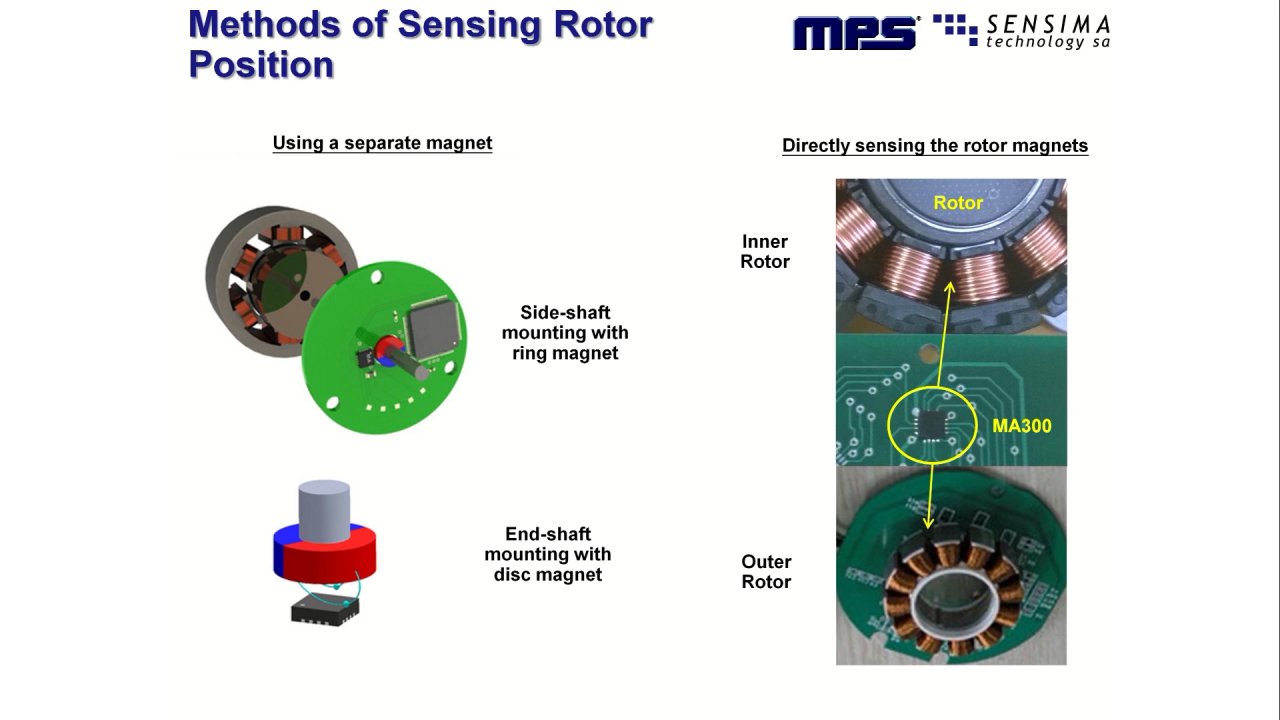 Methods of Sensing Rotor
Position
MPS
SENSIMA
technology sa
Using a separate magnet
Directly sensing the rotor magnets
Rotor
Inner
Rotor
Side-shaft
mounting with
ring magnet
MA300
End-shaft
mounting with
disc magnet
Outer
Rotor